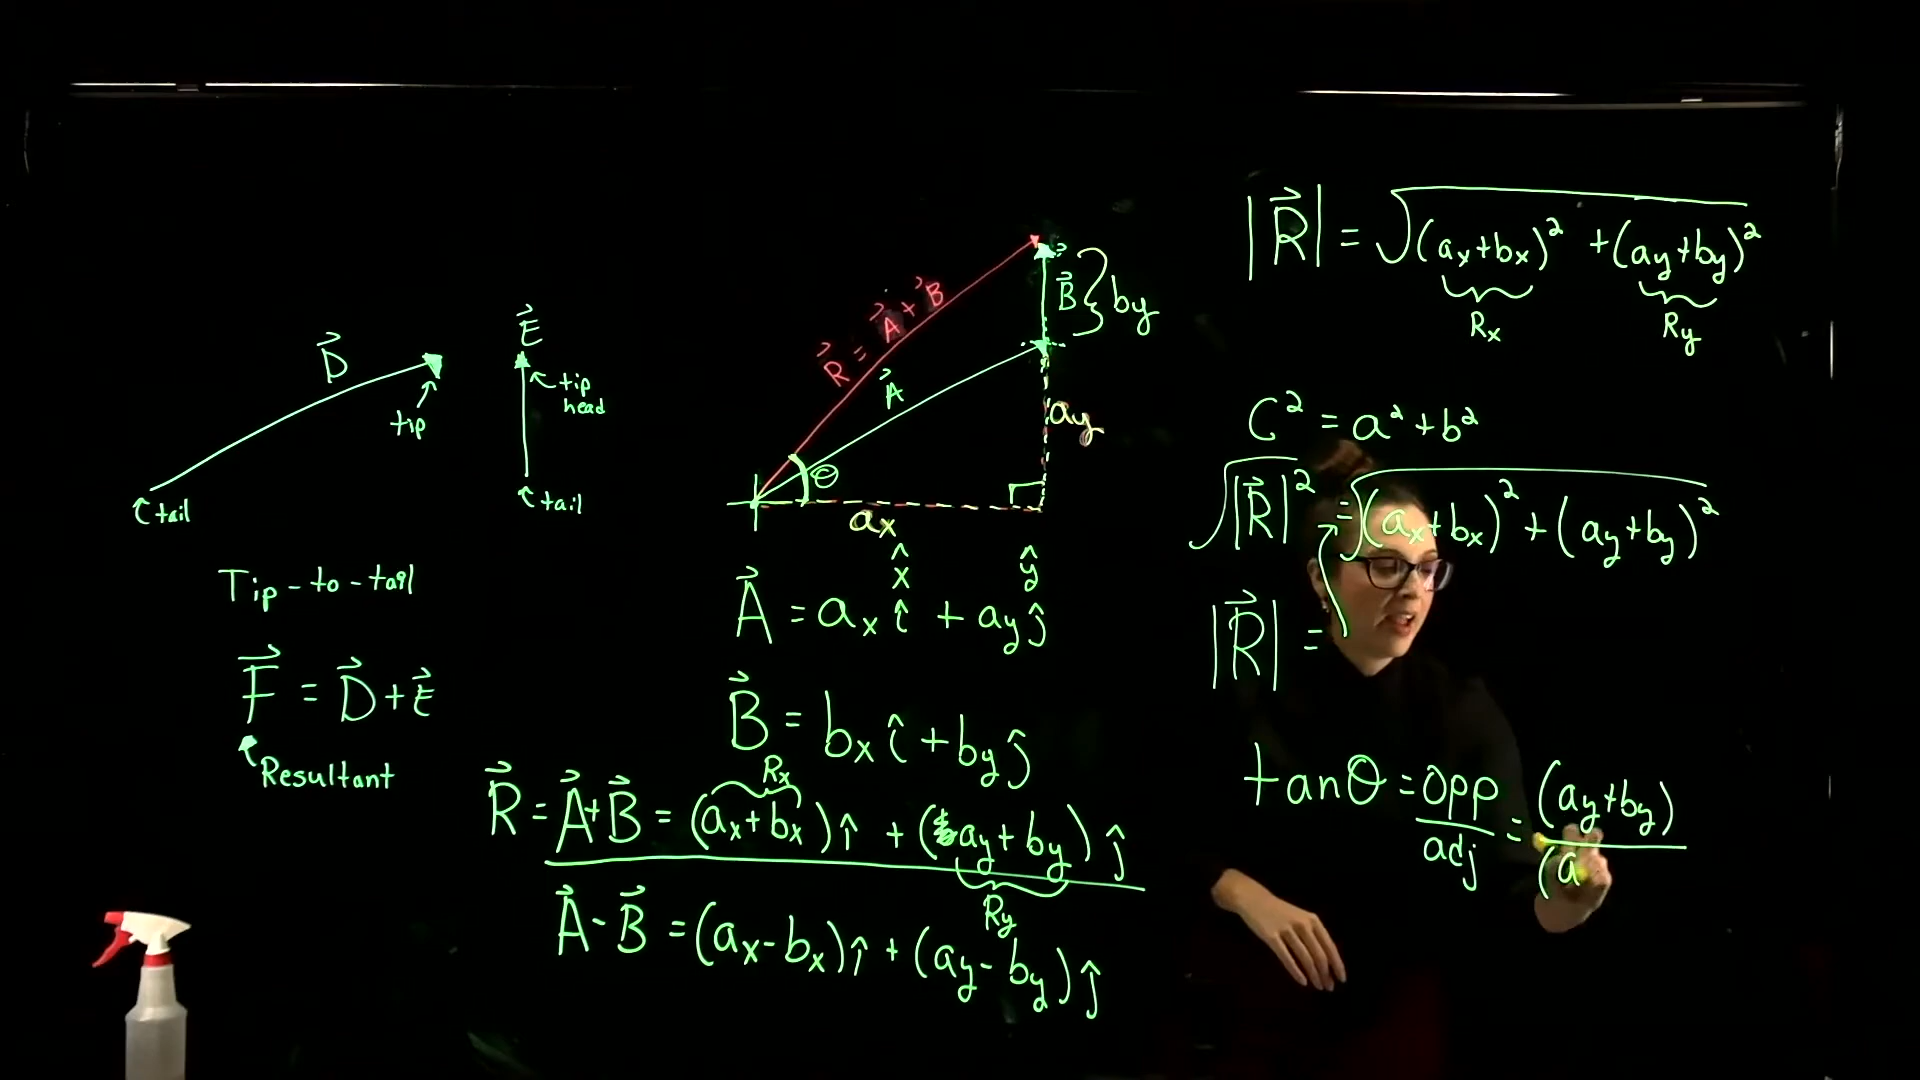 D⃗
tip
↖tail
E⃗
tip
head
↖tail
Tip-to-tail
F⃗ = D⃗ + E⃗
Resultant
R⃗ = A⃗ + B⃗
A⃗
B⃗ } by
ay
θ
ax
x̂ ŷ
A⃗ = ax î + ay ĵ
B⃗ = bx î + by ĵ
Rx
R⃗ = A⃗+B⃗ = (ax+bx) î + (ay+by) ĵ
Ry
A⃗-B⃗ = (ax-bx) î + (ay-by) ĵ
|R⃗| = √(ax+bx)² + (ay+by)²
Rx Ry
C² = a² + b²
√|R⃗|² = √(ax+bx)² + (ay+by)²
|R⃗| =
tanθ = opp/adj = (ay+by)/(a